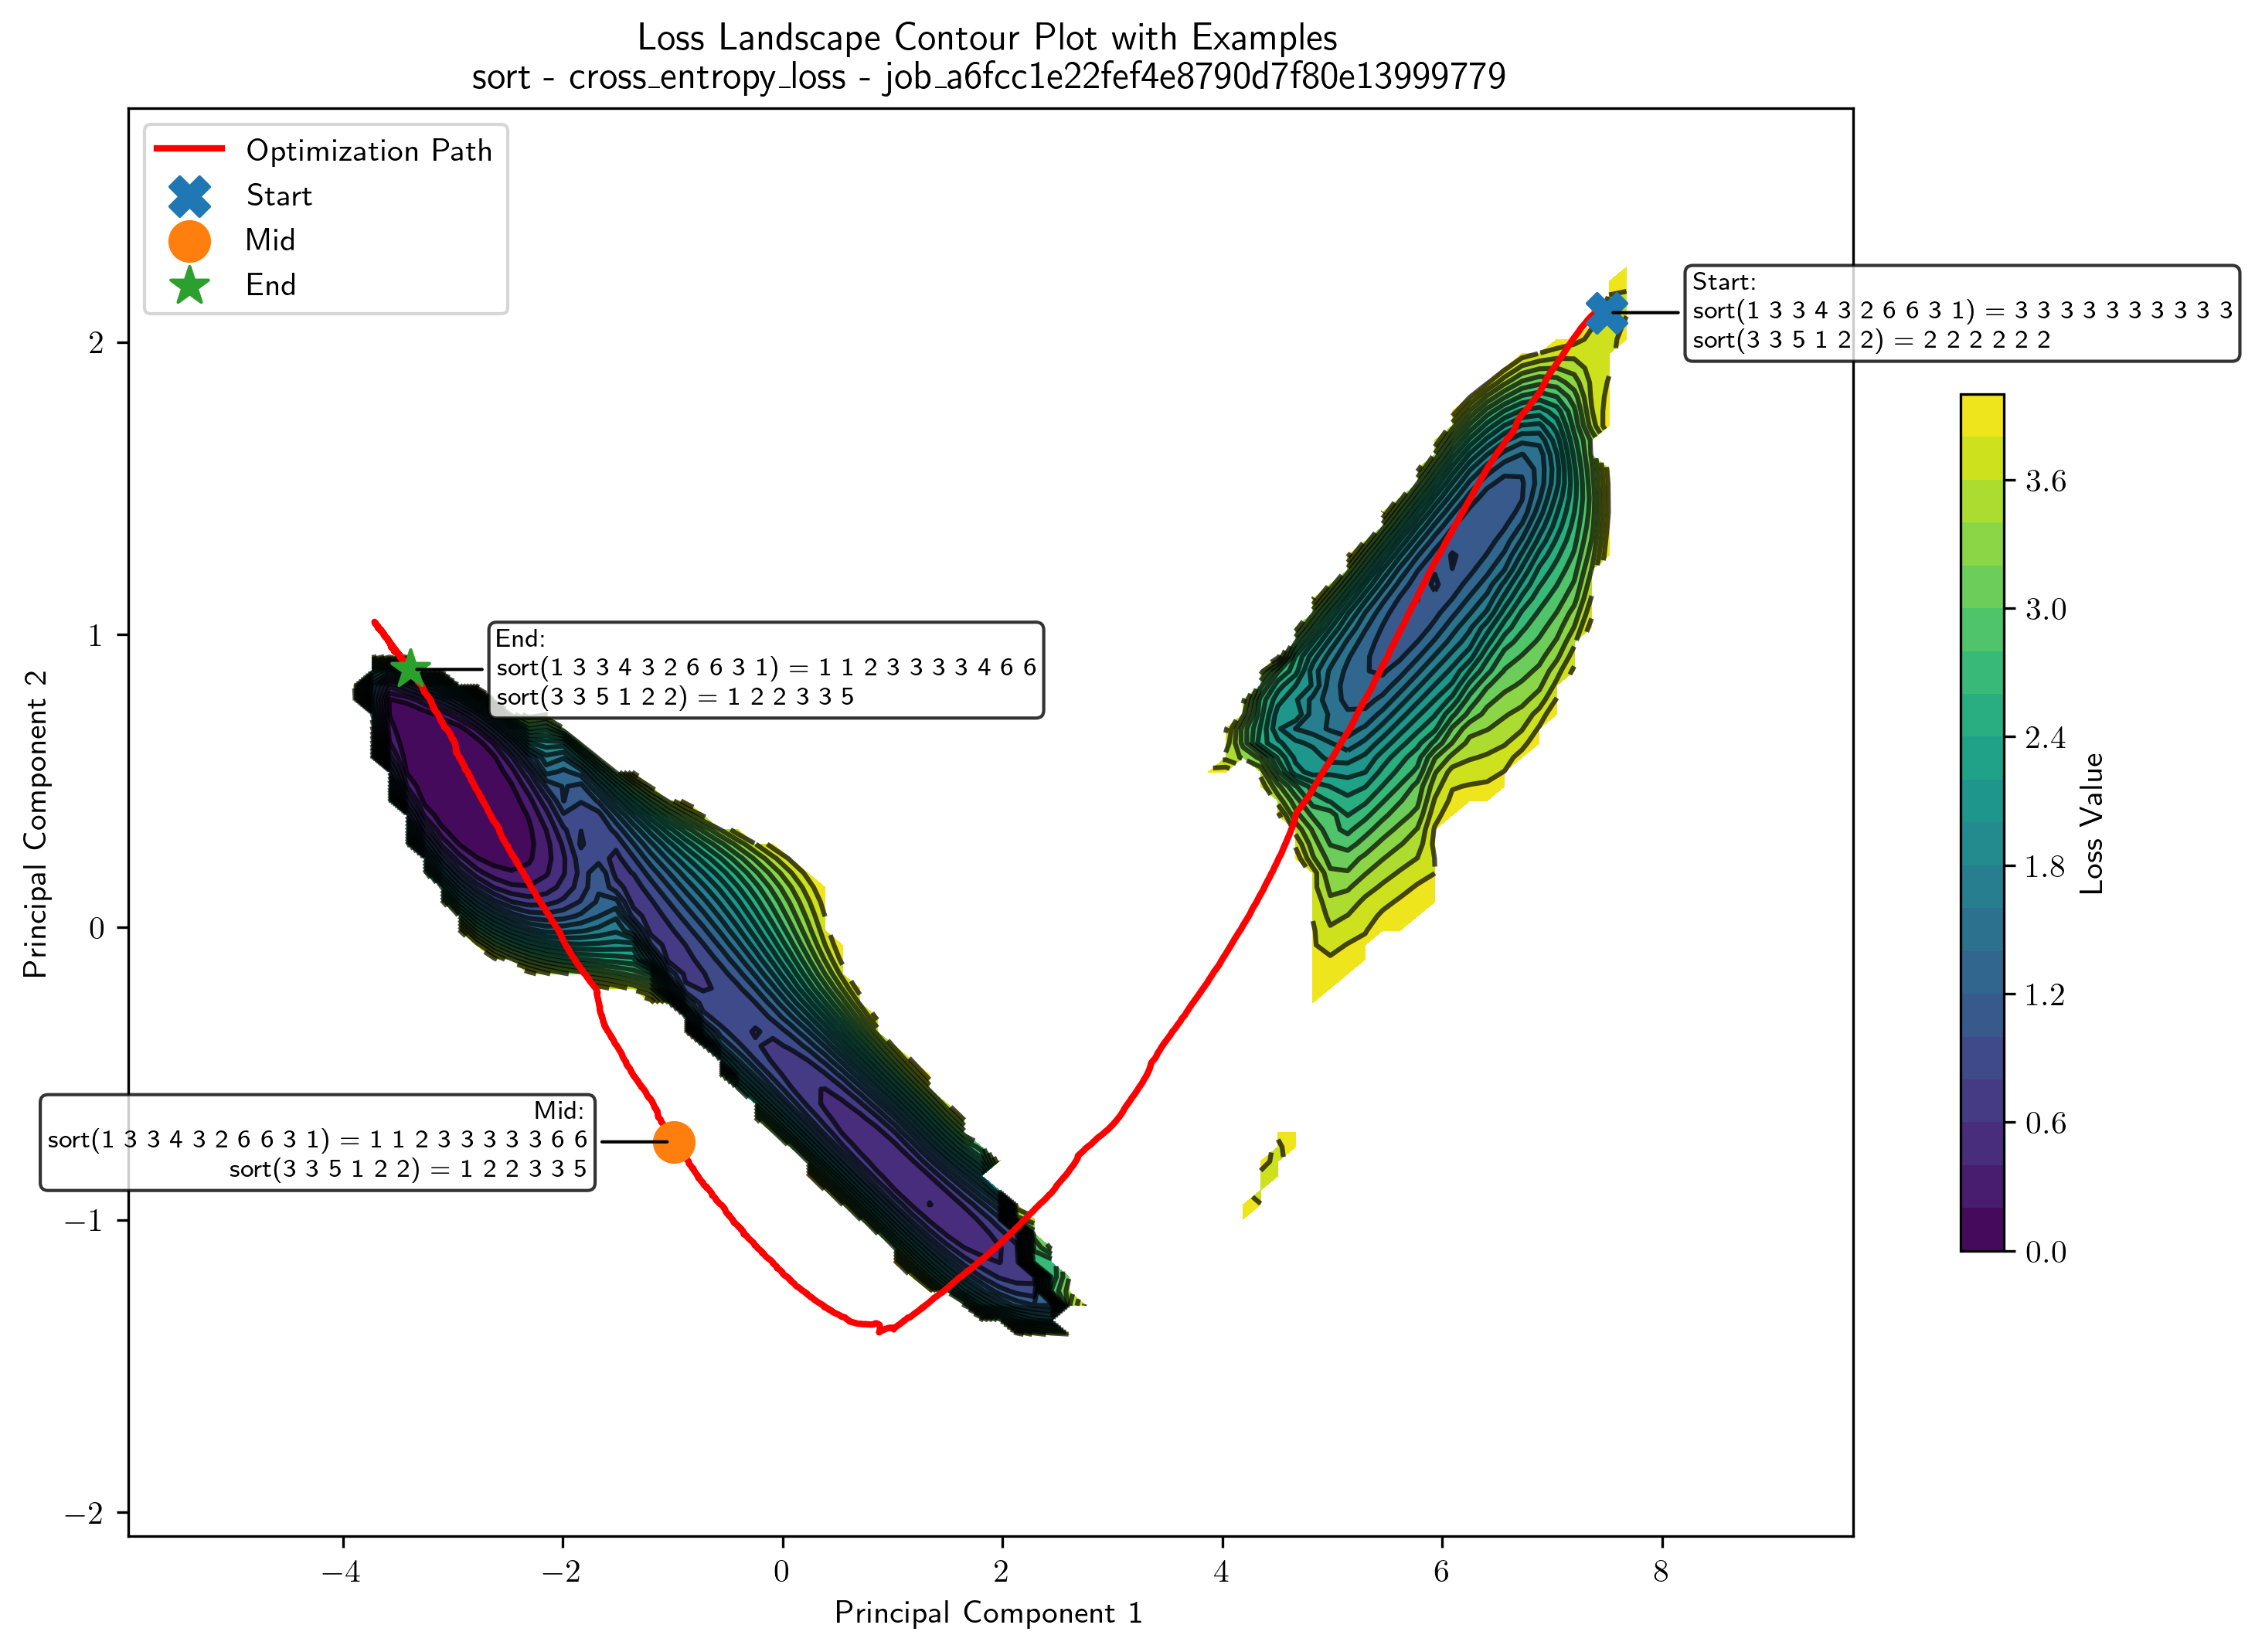 Loss Landscape Contour Plot with Examples
sort - cross_entropy_loss - job_a6fcc1e22fef4e8790d7f80e13999779
Optimization Path
Start
Mid
End
Start:
sort(1 3 3 4 3 2 6 6 3 1) = 3 3 3 3 3 3 3 3 3 3
sort(3 3 5 1 2 2) = 2 2 2 2 2 2
End:
sort(1 3 3 4 3 2 6 6 3 1) = 1 1 2 3 3 3 3 4 6 6
sort(3 3 5 1 2 2) = 1 2 2 3 3 5
Mid:
sort(1 3 3 4 3 2 6 6 3 1) = 1 1 2 3 3 3 3 3 6 6
sort(3 3 5 1 2 2) = 1 2 2 3 3 5
Principal Component 2
2
1
0
−1
−2
−4
−2
0
2
4
6
8
Principal Component 1
3.6
3.0
2.4
1.8
1.2
0.6
0.0
Loss Value